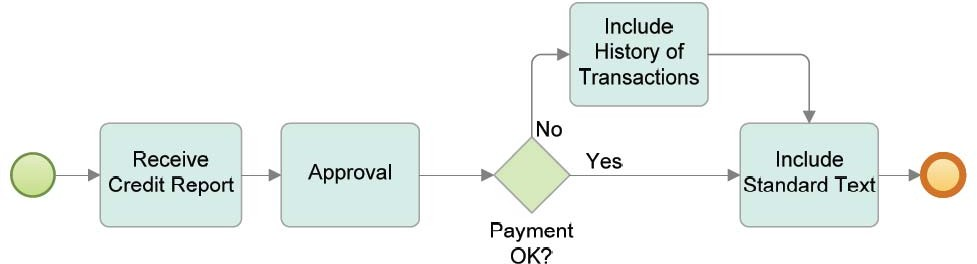 Include
History of
Transactions
Receive
Credit Report
Approval
No
Yes
Payment
OK?
Include
Standard Text